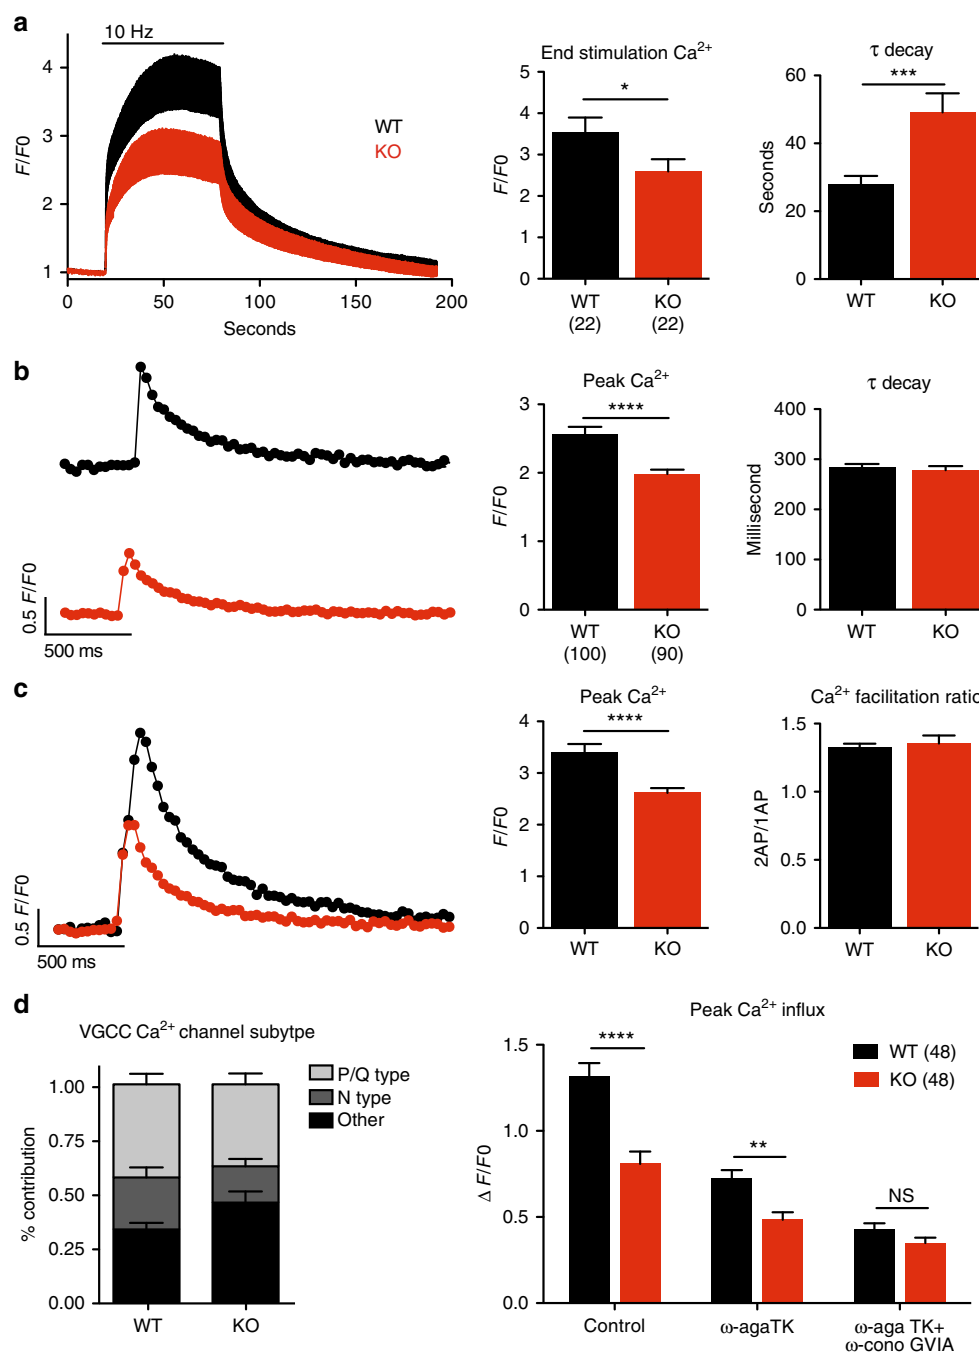 a
10 Hz
4
3
2
1
F/F0
WT
KO
0
50
100
150
200
Seconds
End stimulation Ca²⁺
*
5
4
3
2
1
0
F/F0
WT
(22)
KO
(22)
τ decay
***
60
40
20
0
Seconds
WT
KO
b
0.5 F/F0
500 ms
Peak Ca²⁺
****
3
2
1
0
F/F0
WT
(100)
KO
(90)
τ decay
400
300
200
100
0
Millisecond
WT
KO
c
0.5 F/F0
500 ms
Peak Ca²⁺
****
4
3
2
1
0
F/F0
WT
KO
Ca²⁺ facilitation ratio
1.5
1.0
0.5
0.0
2AP/1AP
WT
KO
d
VGCC Ca²⁺ channel subytpe
1.00
0.75
0.50
0.25
0.00
% contribution
P/Q type
N type
Other
WT
KO
Peak Ca²⁺ influx
****
**
NS
WT (48)
KO (48)
1.5
1.0
0.5
0.0
Δ F/F0
Control
ω-agaTK
ω-aga TK+
ω-cono GVIA